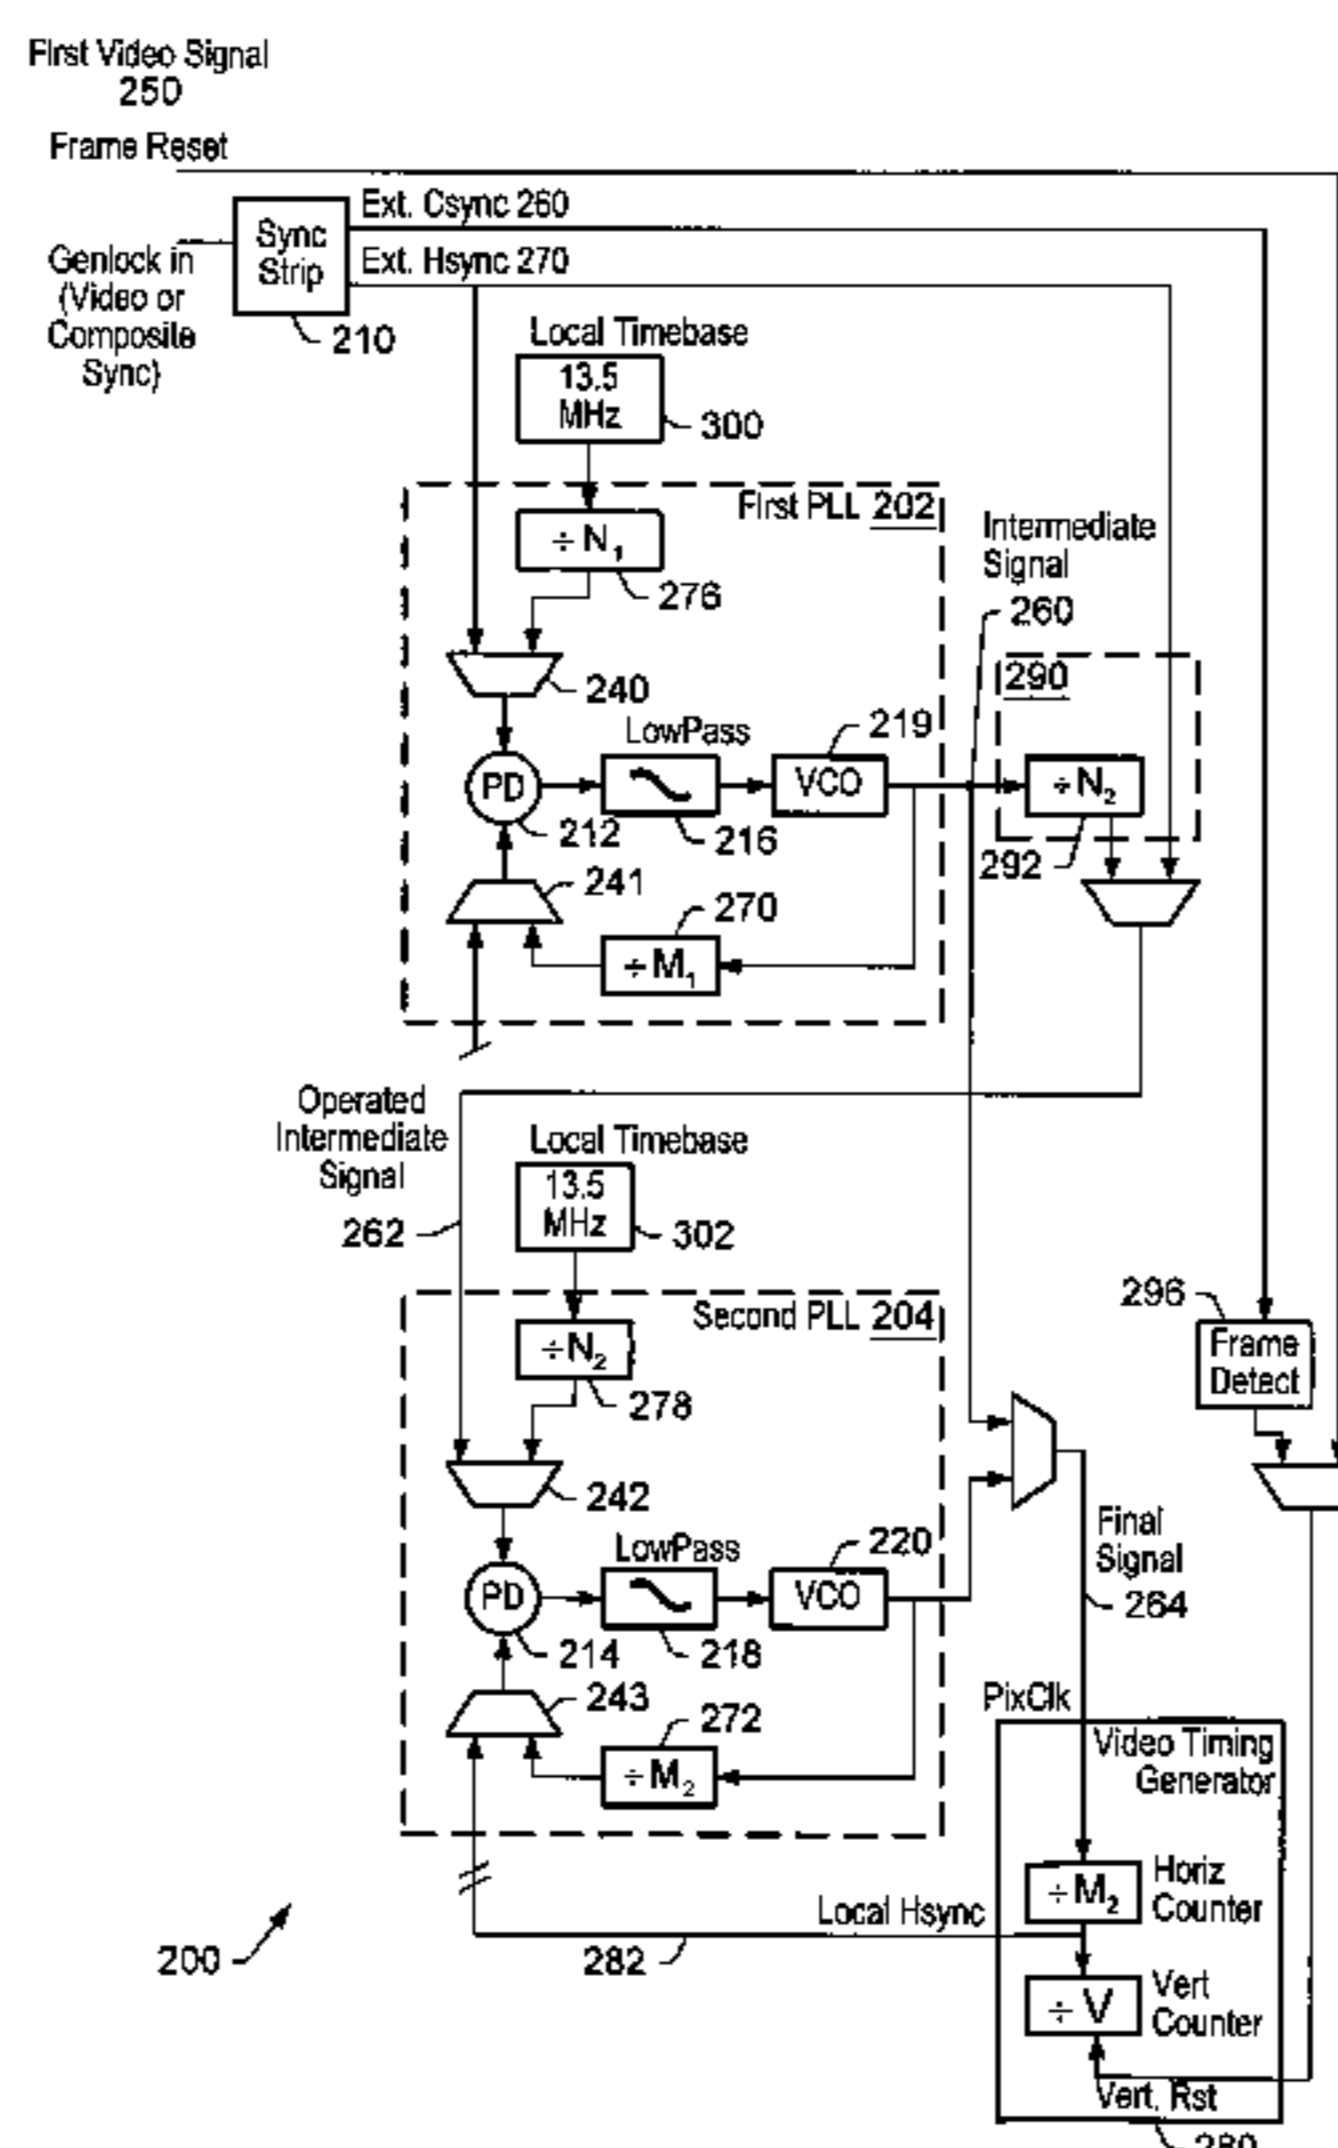 First Video Signal
250
Frame Reset
Ext. Csync 260
Sync
Strip
Genlock in
(Video or
Composite
Sync)
Ext. Hsync 270
210
Local Timebase
13.5
MHz
300
First PLL 202
÷ N1
276
Intermediate
Signal
260
240
290
LowPass
219
PD
VCO
÷ N2
212
216
292
241
270
÷ M1
Operated
Intermediate
Signal
262
Local Timebase
13.5
MHz
302
296
Frame
Detect
Second PLL 204
÷ N2
278
242
Final
Signal
264
LowPass
220
PD
VCO
214
218
243
272
÷ M2
PixClk
Video Timing
Generator
÷ M2
Horiz
Counter
Local Hsync
282
200
÷ V
Vert
Counter
Vert. Rst
280